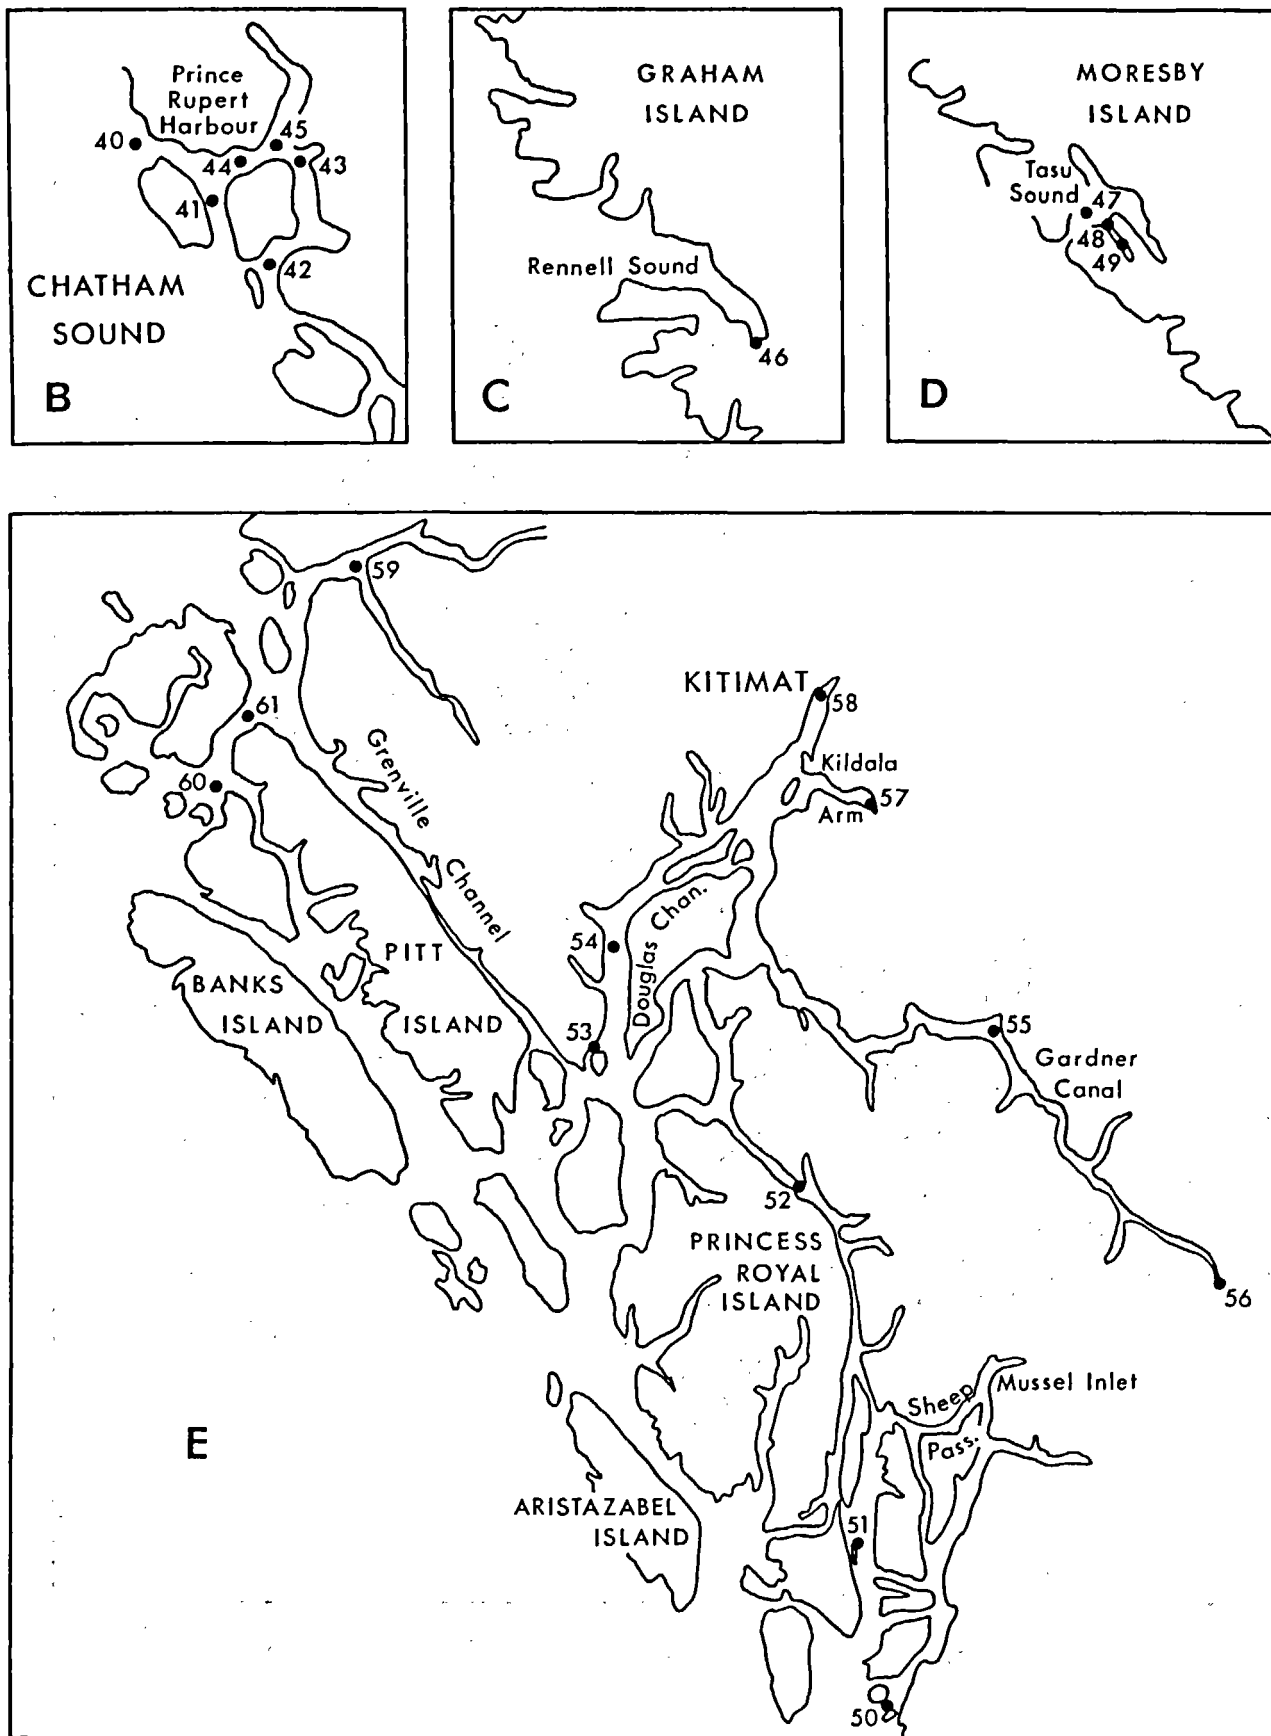 Prince
Rupert
Harbour
40
45
44
43
41
42
CHATHAM
SOUND
B
GRAHAM
ISLAND
Rennell Sound
46
C
MORESBY
ISLAND
Tasu
Sound
47
48
49
D
59
KITIMAT
58
61
Grenville
Channel
Kildala
Arm
57
60
Douglas Chan.
54
PITT
ISLAND
BANKS
ISLAND
53
55
Gardner
Canal
52
PRINCESS
ROYAL
ISLAND
56
Sheep
Pass.
Mussel Inlet
E
ARISTAZABEL
ISLAND
51
50